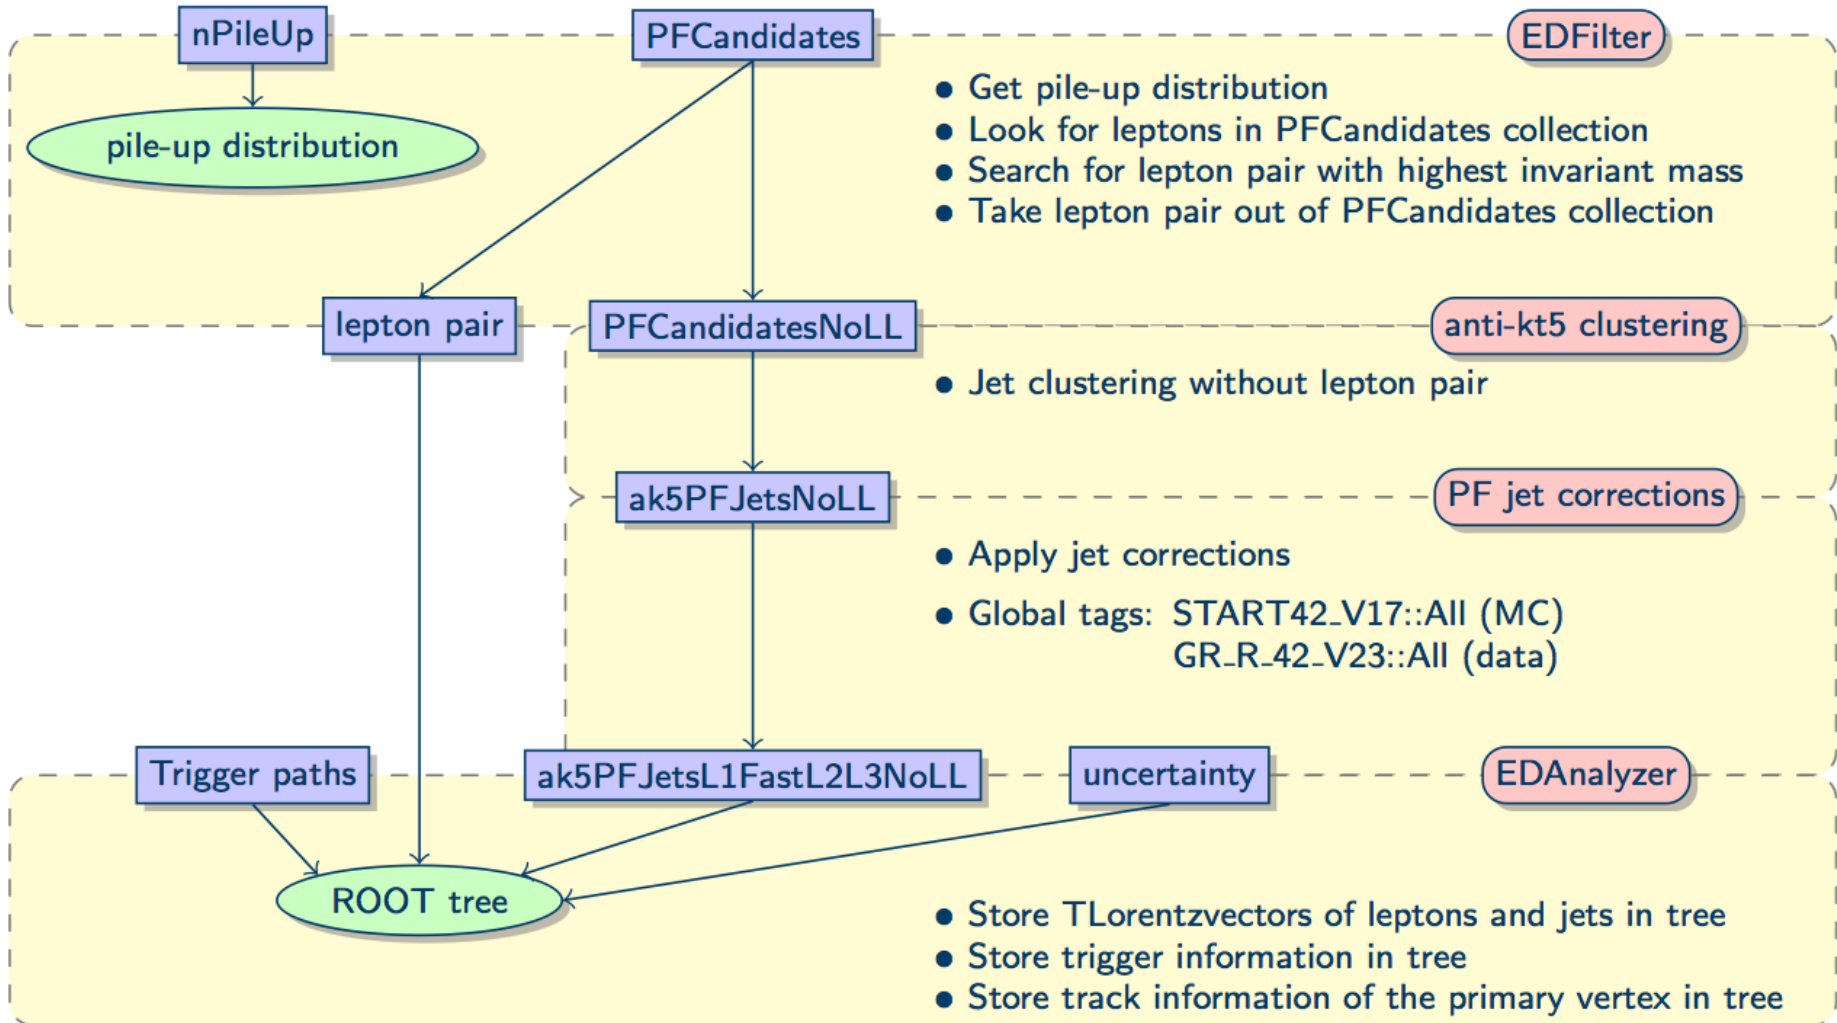 nPileUp
PFCandidates
EDFilter
pile-up distribution
● Get pile-up distribution
● Look for leptons in PFCandidates collection
● Search for lepton pair with highest invariant mass
● Take lepton pair out of PFCandidates collection
lepton pair
PFCandidatesNoLL
anti-kt5 clustering
● Jet clustering without lepton pair
ak5PFJetsNoLL
PF jet corrections
● Apply jet corrections
● Global tags: START42_V17::All (MC)
GR_R_42_V23::All (data)
Trigger paths
ak5PFJetsL1FastL2L3NoLL
uncertainty
EDAnalyzer
ROOT tree
● Store TLorentzvectors of leptons and jets in tree
● Store trigger information in tree
● Store track information of the primary vertex in tree